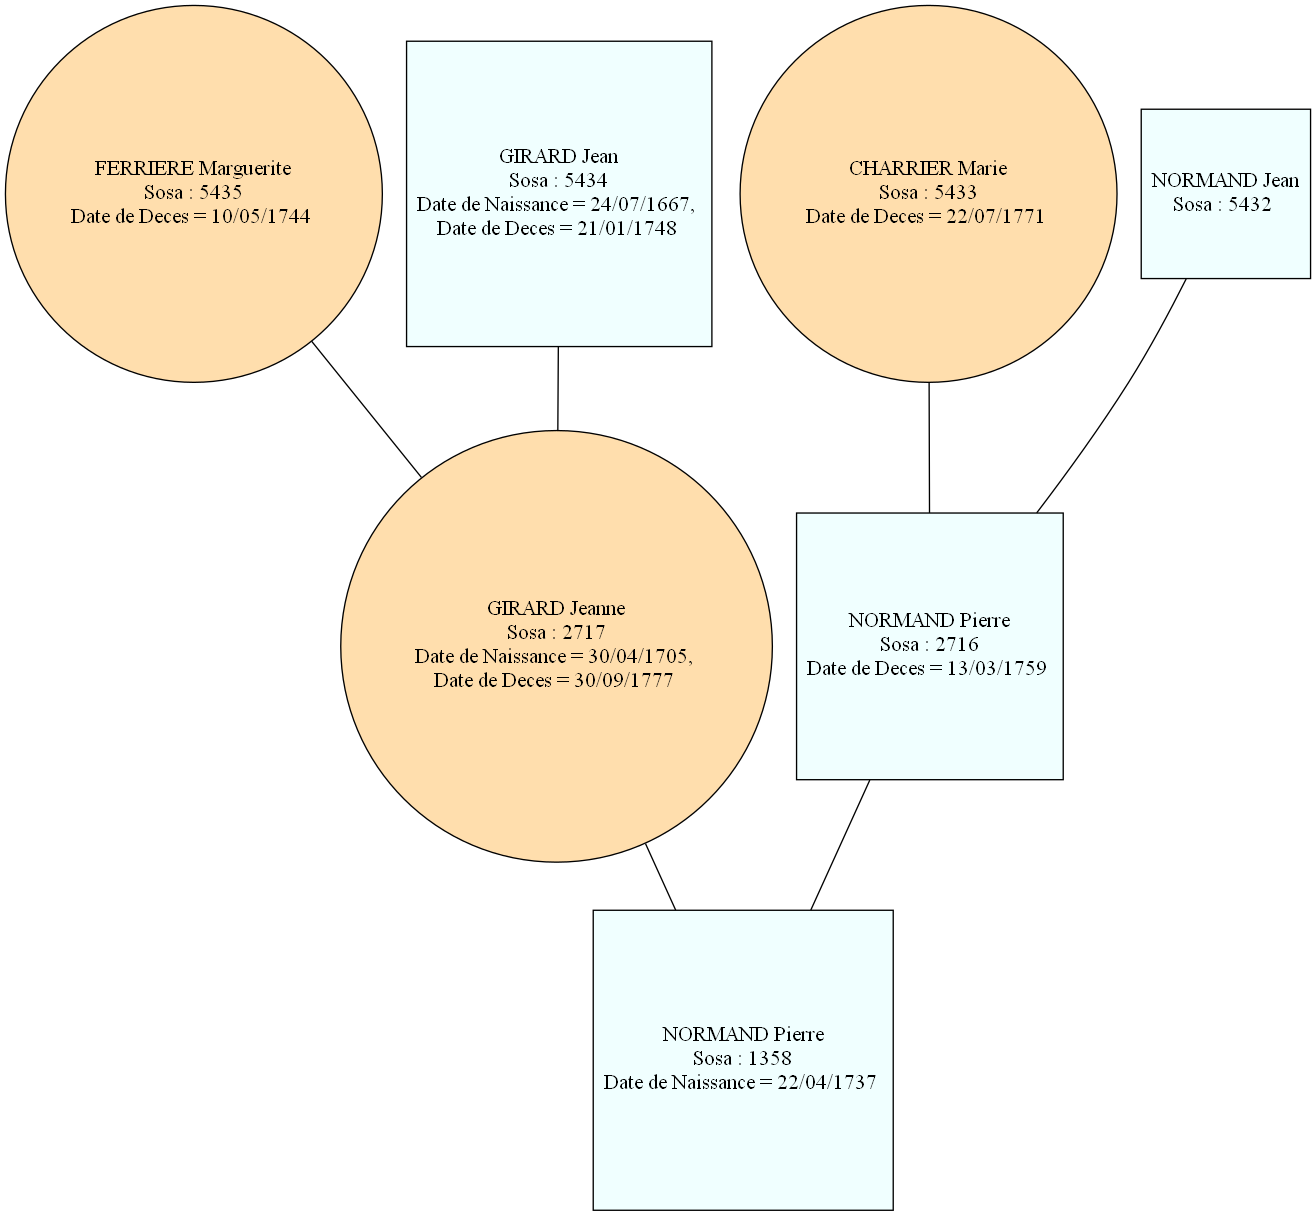 FERRIERE Marguerite
Sosa : 5435
Date de Deces = 10/05/1744
GIRARD Jean
Sosa : 5434
Date de Naissance = 24/07/1667,
Date de Deces = 21/01/1748
CHARRIER Marie
Sosa : 5433
Date de Deces = 22/07/1771
NORMAND Jean
Sosa : 5432
GIRARD Jeanne
Sosa : 2717
Date de Naissance = 30/04/1705,
Date de Deces = 30/09/1777
NORMAND Pierre
Sosa : 2716
Date de Deces = 13/03/1759
NORMAND Pierre
Sosa : 1358
Date de Naissance = 22/04/1737